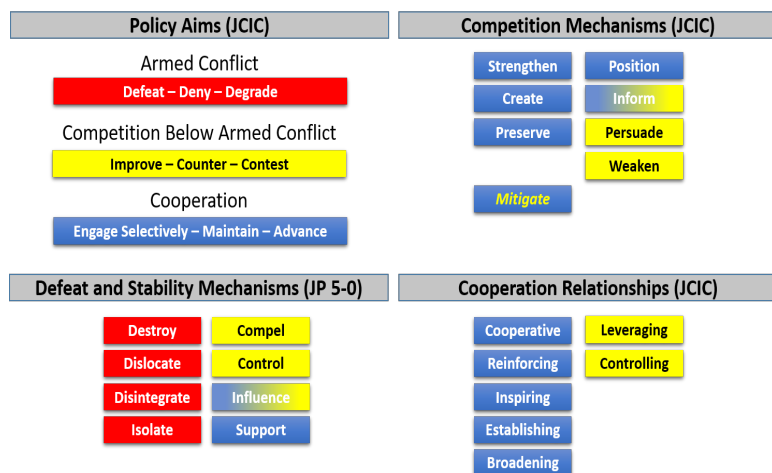 Policy Aims (JCIC)
Armed Conflict
Defeat – Deny – Degrade
Competition Below Armed Conflict
Improve – Counter – Contest
Cooperation
Engage Selectively – Maintain – Advance
Competition Mechanisms (JCIC)
Strengthen
Position
Create
Inform
Preserve
Persuade
Weaken
Mitigate
Defeat and Stability Mechanisms (JP 5-0)
Destroy
Compel
Dislocate
Control
Disintegrate
Influence
Isolate
Support
Cooperation Relationships (JCIC)
Cooperative
Leveraging
Reinforcing
Controlling
Inspiring
Establishing
Broadening